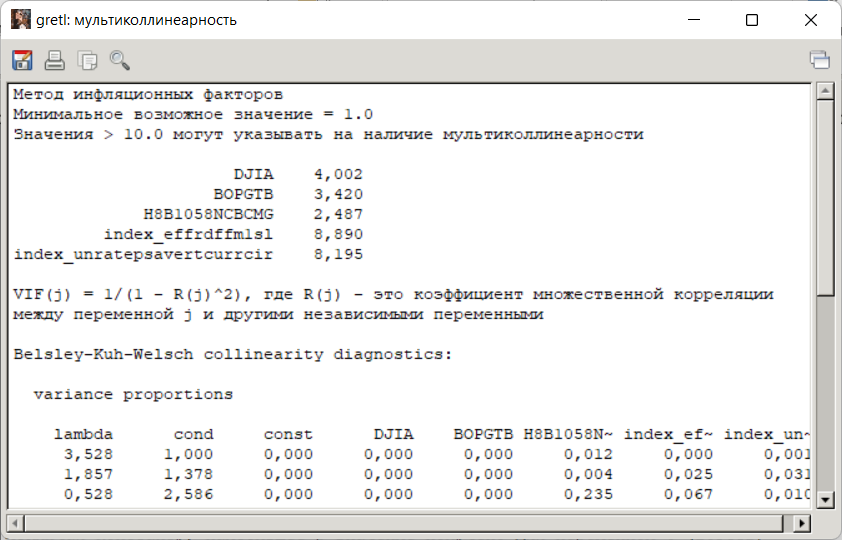 gretl: мультиколлинеарность
Метод инфляционных факторов
Минимальное возможное значение = 1.0
Значения > 10.0 могут указывать на наличие мультиколлинеарности
DJIA 4,002
BOPGTB 3,420
H8B1058NCBCMG 2,487
index_effrdffm1sl 8,890
index_unratepsavertcurrcir 8,195
VIF(j) = 1/(1 - R(j)^2), где R(j) - это коэффициент множественной корреляции
между переменной j и другими независимыми переменными
Belsley-Kuh-Welsch collinearity diagnostics:
variance proportions
lambda cond const DJIA BOPGTB H8B1058N~ index_ef~ index_un~
3,528 1,000 0,000 0,000 0,000 0,012 0,000 0,001
1,857 1,378 0,000 0,000 0,000 0,004 0,025 0,031
0,528 2,586 0,000 0,000 0,000 0,235 0,067 0,010